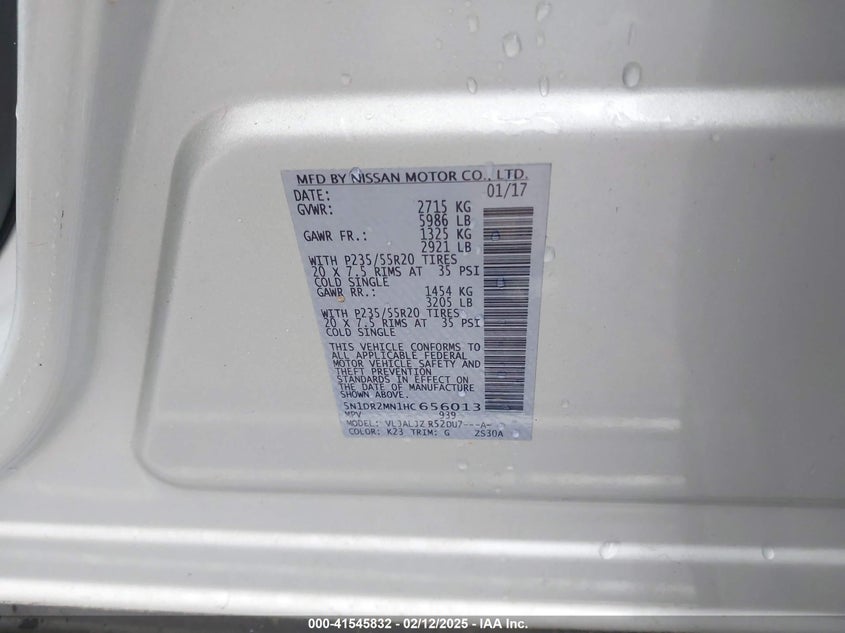 MFD BY NISSAN MOTOR CO., LTD.
DATE: 01/17
GVWR: 2715 KG
5986 LB
GAWR FR.: 1325 KG
2921 LB
WITH P235/55R20 TIRES
20 X 7.5 RIMS AT 35 PSI
COLD SINGLE
GAWR RR.: 1454 KG
3205 LB
WITH P235/55R20 TIRES
20 X 7.5 RIMS AT 35 PSI
COLD SINGLE
THIS VEHICLE CONFORMS TO
ALL APPLICABLE FEDERAL
MOTOR VEHICLE SAFETY AND
THEFT PREVENTION
STANDARDS IN EFFECT ON
THE DATE OF MANUFACTURE
SHOWN ABOVE.
5N1DR2MN1HC656013
MPV 939
MODEL: R52DU7---A-
COLOR: K23 TRIM: G 2S30A
000-41545832 - 02/12/2025 - IAA Inc.